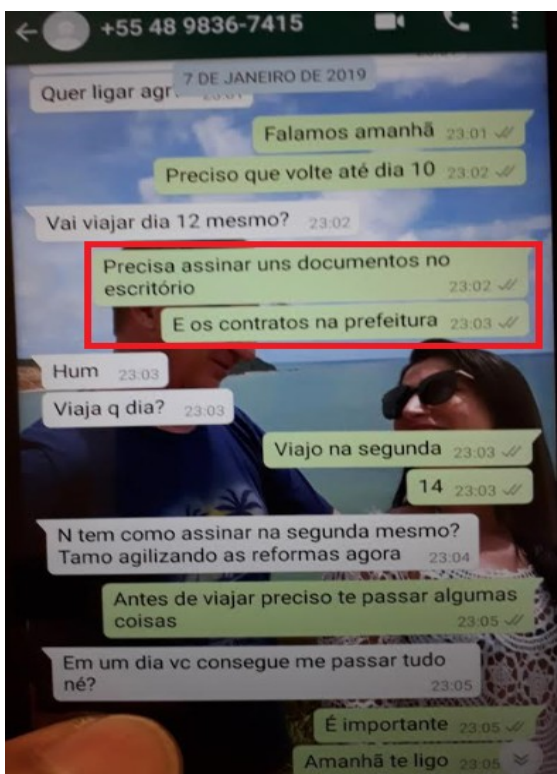 +55 48 9836-7415
7 DE JANEIRO DE 2019
Quer ligar agr
Falamos amanhã 23:01
Preciso que volte até dia 10 23:02
Vai viajar dia 12 mesmo? 23:02
Precisa assinar uns documentos no
escritório 23:02
E os contratos na prefeitura 23:03
Hum 23:03
Viaja q dia? 23:03
Viajo na segunda 23:03
14 23:03
N tem como assinar na segunda mesmo?
Tamo agilizando as reformas agora 23:04
Antes de viajar preciso te passar algumas
coisas 23:05
Em um dia vc consegue me passar tudo
né? 23:05
É importante 23:05
Amanhã te ligo 23:05